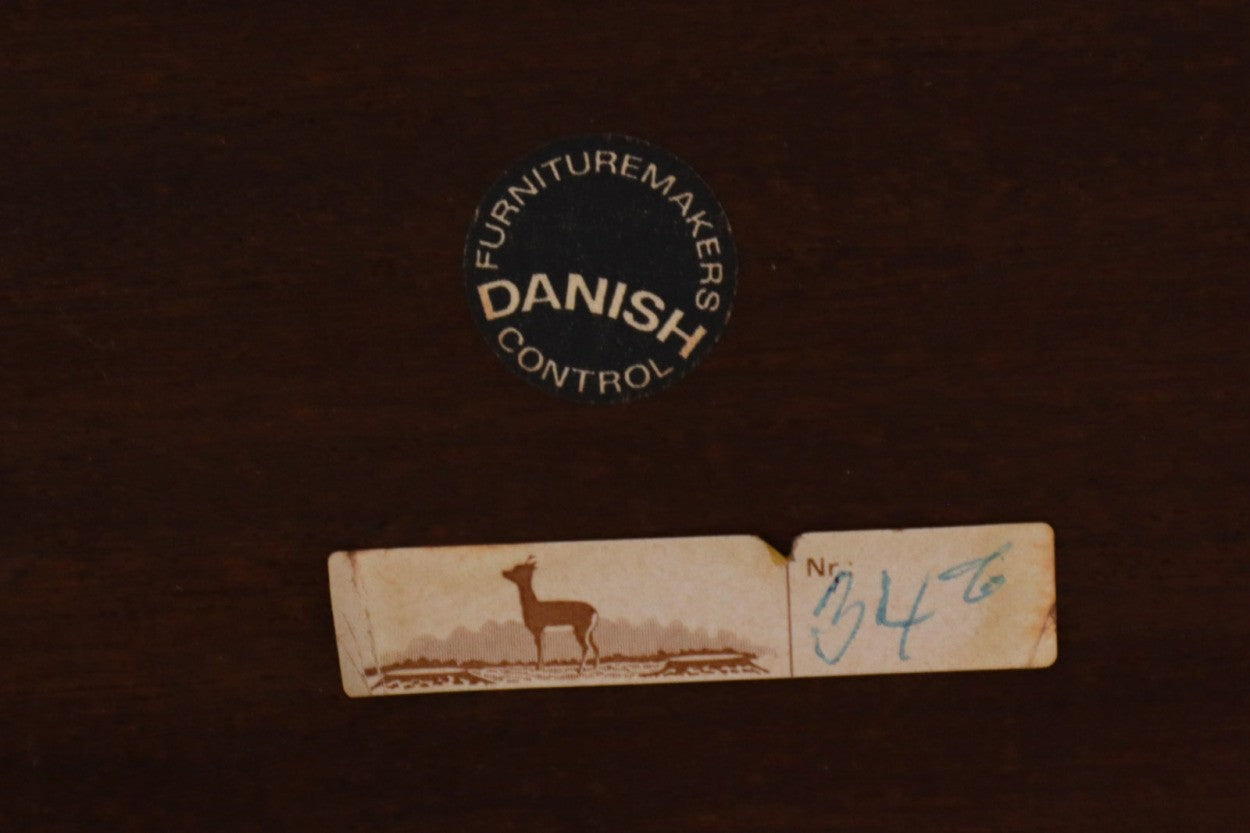 FURNITUREMAKERS
DANISH
CONTROL
Nr.: 346